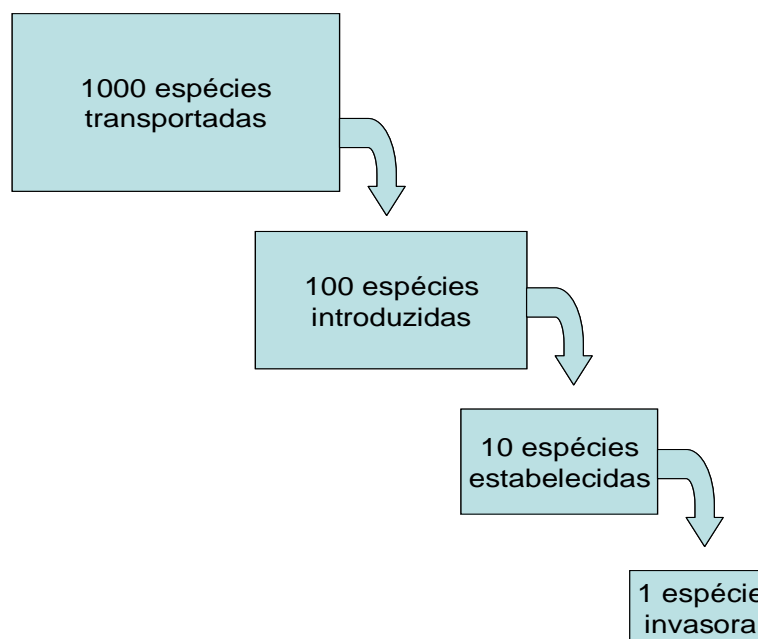 1000 espécies
transportadas
100 espécies
introduzidas
10 espécies
estabelecidas
1 espécie
invasora